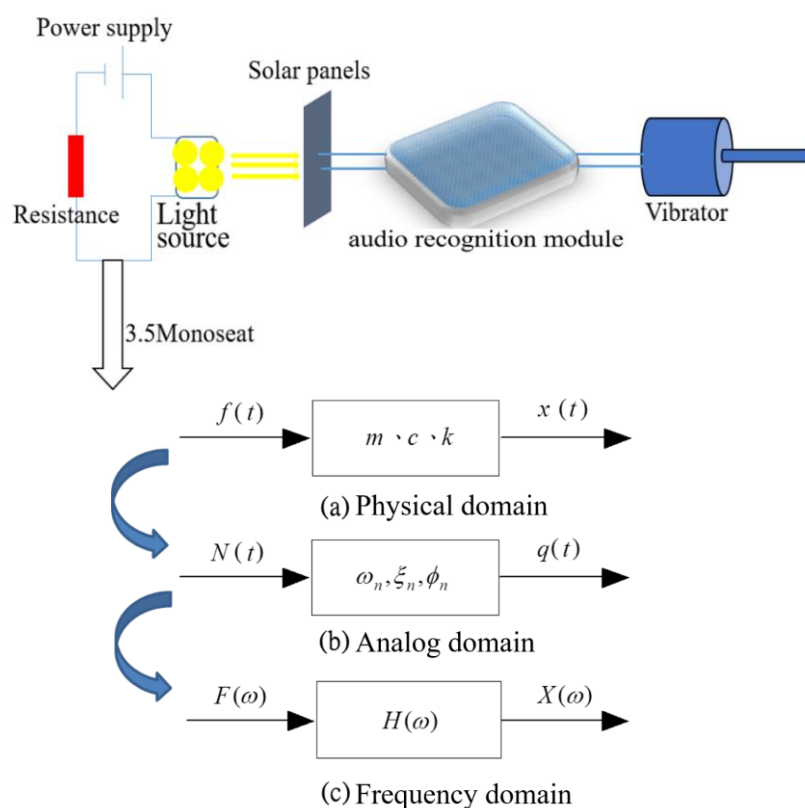 Power supply
Solar panels
Resistance
Light
source
audio recognition module
Vibrator
3.5Monoseat
f(t)
m、c、k
x(t)
(a) Physical domain
N(t)
ωₙ,ξₙ,ϕₙ
q(t)
(b) Analog domain
F(ω)
H(ω)
X(ω)
(c) Frequency domain